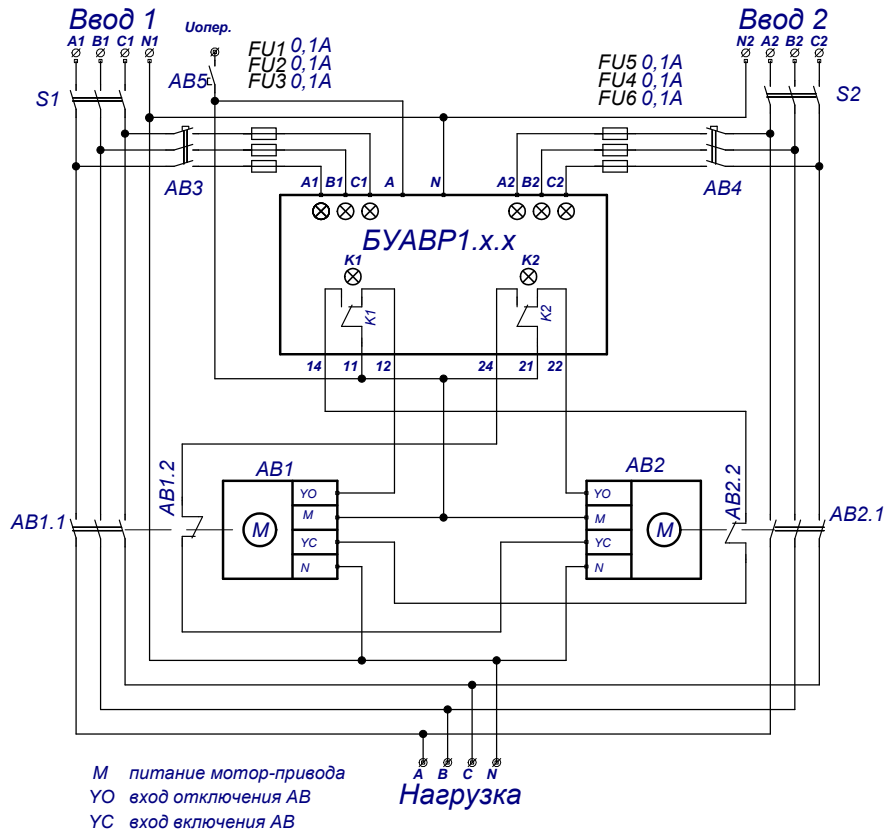 Ввод 1
Ввод 2
A1 B1 C1 N1
Uопер.
N2 A2 B2 C2
FU1 0,1A
FU2 0,1A
FU3 0,1A
FU5 0,1A
FU4 0,1A
FU6 0,1A
AB5
S1
S2
AB3
AB4
A1 B1 C1 A N A2 B2 C2
БУАВР1.x.x
K1
K2
K1
K2
14 11 12 24 21 22
AB1.2
AB1
AB2
AB2.2
AB1.1
AB2.1
YO
M
YC
N
M
YO
M
YC
N
M
A B C N
Нагрузка
M питание мотор-привода
YO вход отключения АВ
YC вход включения АВ